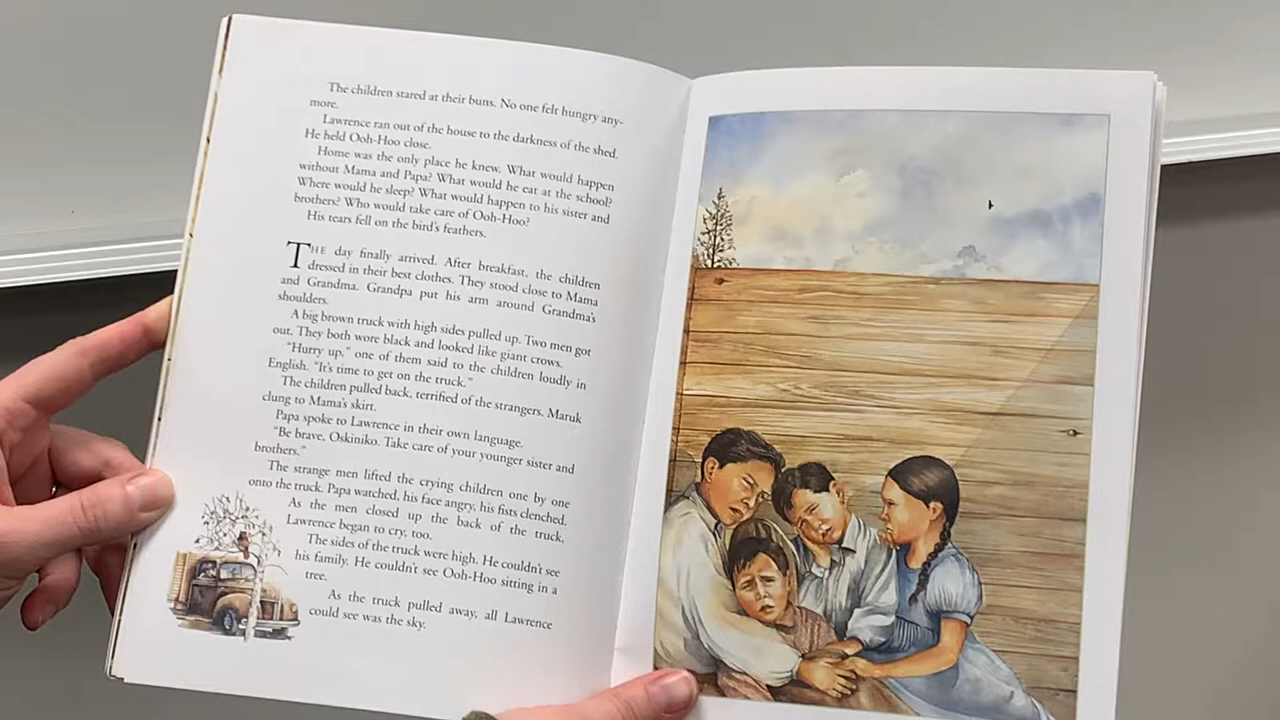 The children stared at their buns. No one felt hungry any-
more.
Lawrence ran out of the house to the darkness of the shed.
He held Ooh-Hoo close.
Home was the only place he knew. What would happen
without Mama and Papa? What would he eat at the school?
Where would he sleep? What would happen to his sister and
brothers? Who would take care of Ooh-Hoo?
His tears fell on the bird's feathers.
THE day finally arrived. After breakfast, the children
dressed in their best clothes. They stood close to Mama
and Grandma. Grandpa put his arm around Grandma's
shoulders.
A big brown truck with high sides pulled up. Two men got
out. They both wore black and looked like giant crows.
"Hurry up," one of them said to the children loudly in
English. "It's time to get on the truck."
The children pulled back, terrified of the strangers. Maruk
clung to Mama's skirt.
Papa spoke to Lawrence in their own language.
"Be brave, Oskiniko. Take care of your younger sister and
brothers."
The strange men lifted the crying children one by one
onto the truck. Papa watched, his face angry, his fists clenched.
As the men closed up the back of the truck,
Lawrence began to cry, too.
The sides of the truck were high. He couldn't see
his family. He couldn't see Ooh-Hoo sitting in a
tree.
As the truck pulled away, all Lawrence
could see was the sky.